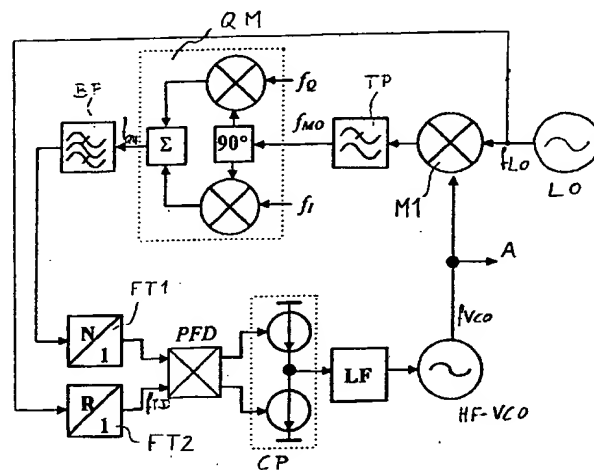 QM
BF
f_Q
TP
f_MO
Σ
90°
f_LO
LO
M1
f_I
A
f_VCO
FT1
N/1
PFD
LF
HF-VCO
R/1
FT2
CP